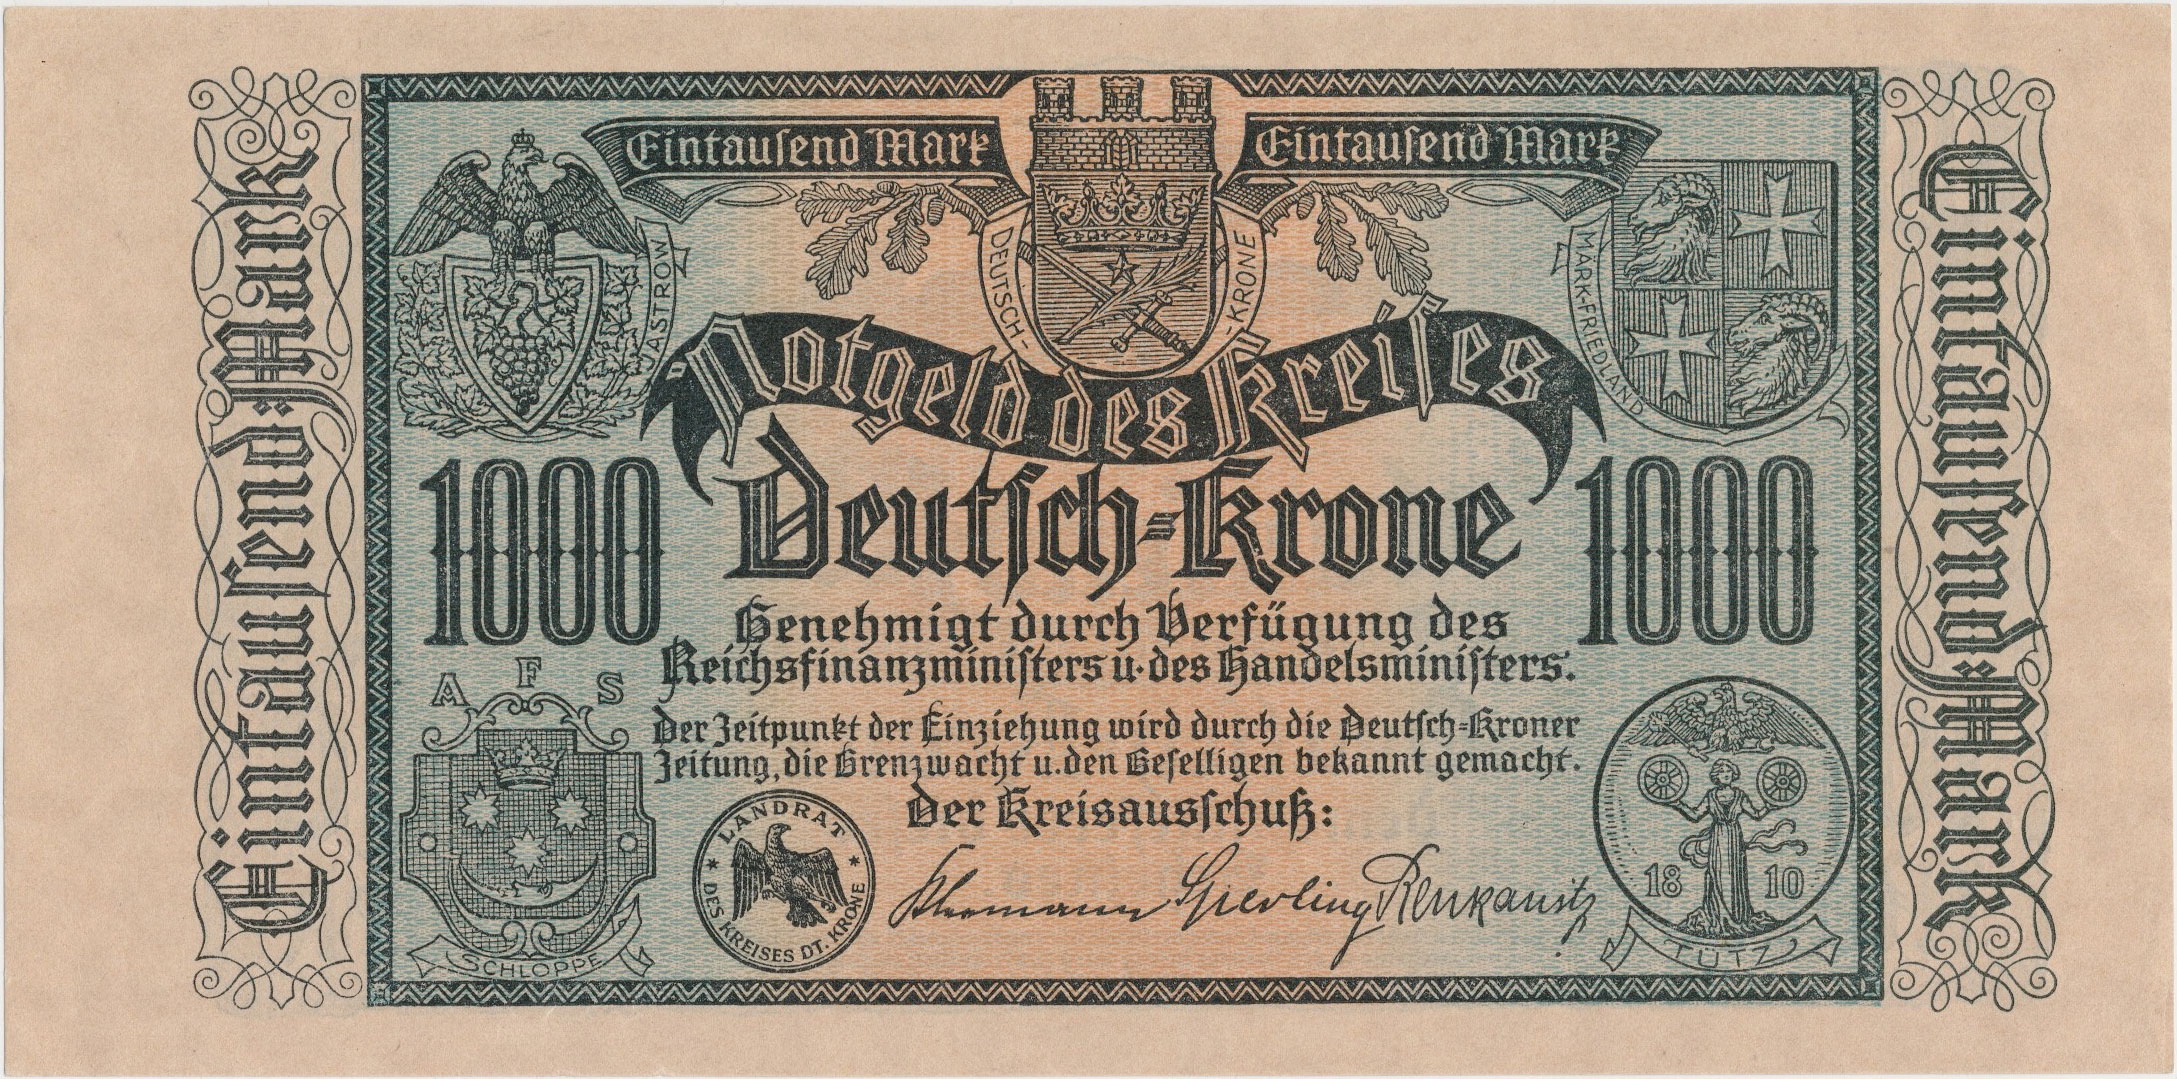 Eintauſend Mark
Eintauſend Mark
Eintauſend Mark
Eintauſend Mark
JASTROW
DEUTSCH-
-KRONE
MARK-FRIEDLAND
Notgeld des Kreiſes
Deutſch-Krone
1000
1000
Genehmigt durch Verfügung des
Reichsfinanzminiſters u. des Handelsminiſters.
Der Zeitpunkt der Einziehung wird durch die Deutſch-Kroner
Zeitung, die Grenzwacht u. den Geſelligen bekannt gemacht.
Der Kreisausſchuß:
A F S
SCHLOPPE
LANDRAT
* DES KREISES DT. KRONE *
Sperling
18 10
TÜTZ